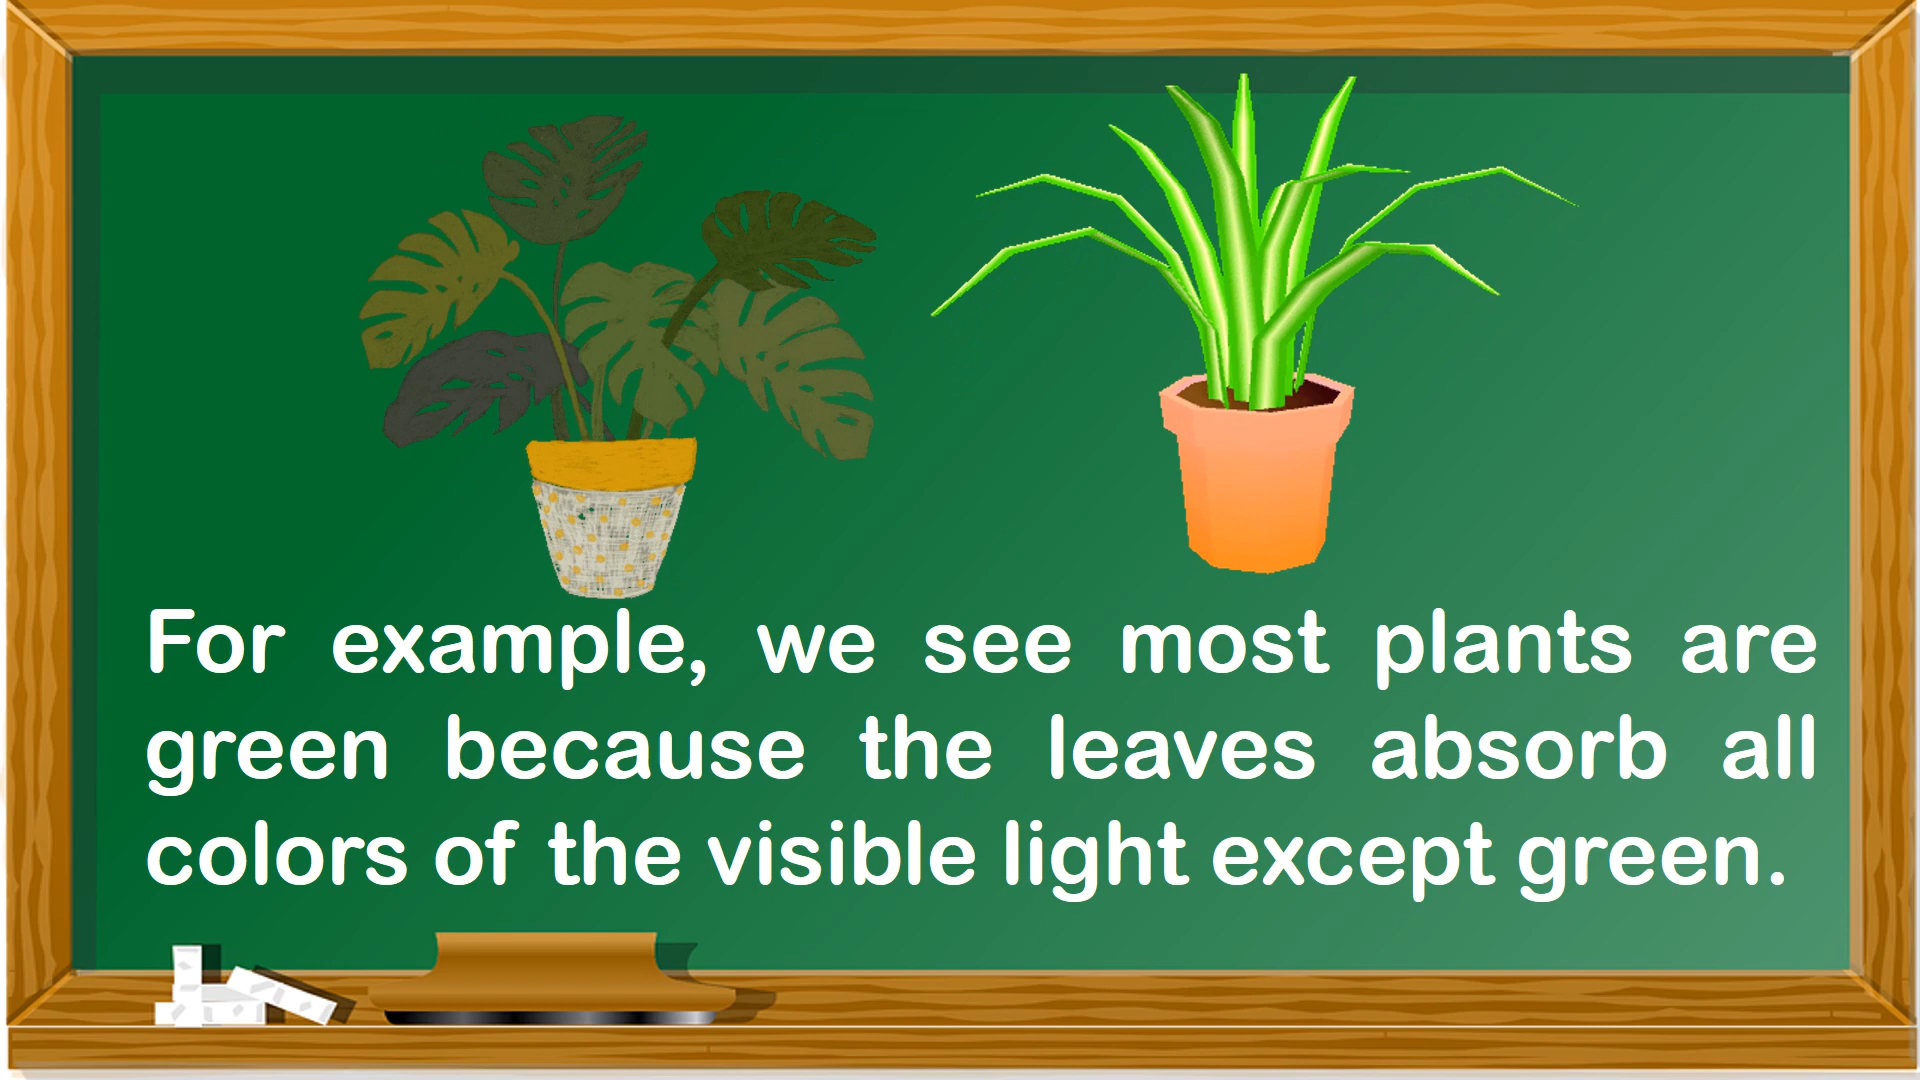 For example, we see most plants are
green because the leaves absorb all
colors of the visible light except green.